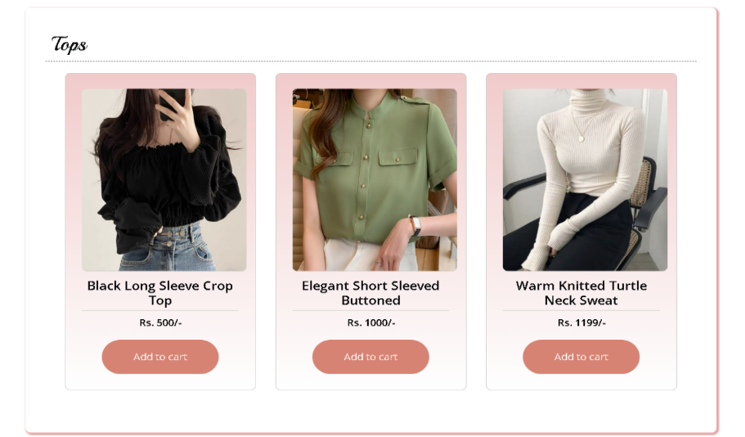 Tops
Black Long Sleeve Crop
Top
Rs. 500/-
Add to cart
Elegant Short Sleeved
Buttoned
Rs. 1000/-
Add to cart
Warm Knitted Turtle
Neck Sweat
Rs. 1199/-
Add to cart